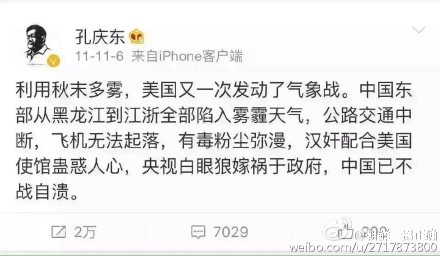 孔庆东
11-11-6 来自iPhone客户端
利用秋末多雾，美国又一次发动了气象战。中国东
部从黑龙江到江浙全部陷入雾霾天气，公路交通中
断，飞机无法起落，有毒粉尘弥漫，汉奸配合美国
使馆蛊惑人心，央视白眼狼嫁祸于政府，中国已不
战自溃。
2万 7029
weibo.com/u/2717873800